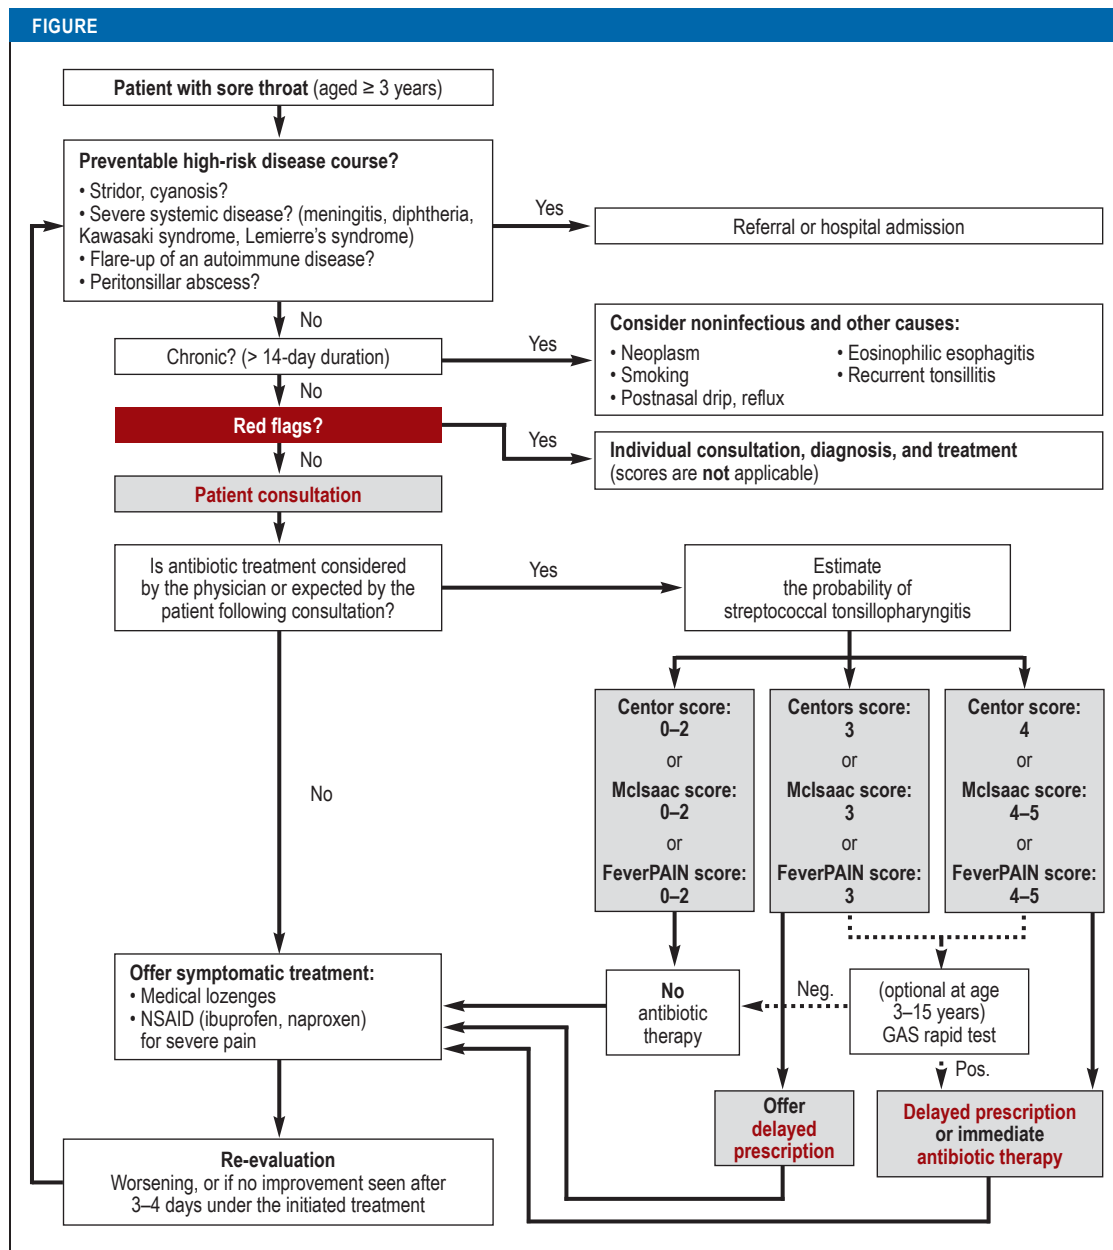 FIGURE
Patient with sore throat (aged ≥ 3 years)
Preventable high-risk disease course?
• Stridor, cyanosis?
• Severe systemic disease? (meningitis, diphtheria,
Kawasaki syndrome, Lemierre’s syndrome)
• Flare-up of an autoimmune disease?
• Peritonsillar abscess?
Yes
Referral or hospital admission
No
Chronic? (> 14-day duration)
Yes
Consider noninfectious and other causes:
• Neoplasm
• Smoking
• Postnasal drip, reflux
• Eosinophilic esophagitis
• Recurrent tonsillitis
No
Red flags?
Yes
Individual consultation, diagnosis, and treatment
(scores are not applicable)
No
Patient consultation
Is antibiotic treatment considered
by the physician or expected by the
patient following consultation?
Yes
Estimate
the probability of
streptococcal tonsillopharyngitis
Centor score:
0–2
or
McIsaac score:
0–2
or
FeverPAIN score:
0–2
Centors score:
3
or
McIsaac score:
3
or
FeverPAIN score:
3
Centor score:
4
or
McIsaac score:
4–5
or
FeverPAIN score:
4–5
No
Offer symptomatic treatment:
• Medical lozenges
• NSAID (ibuprofen, naproxen)
for severe pain
No
antibiotic
therapy
Neg.
(optional at age
3–15 years)
GAS rapid test
Pos.
Offer
delayed
prescription
Delayed prescription
or immediate
antibiotic therapy
Re-evaluation
Worsening, or if no improvement seen after
3–4 days under the initiated treatment